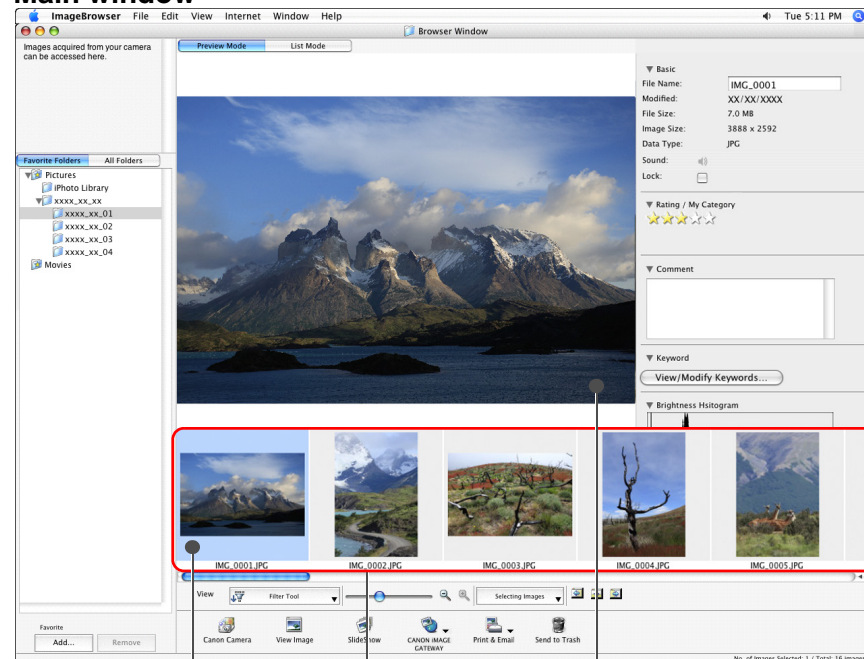 Main window
ImageBrowser File Edit View Internet Window Help
Tue 5:11 PM
Browser Window
Images acquired from your camera
can be accessed here.
Preview Mode List Mode
Basic
File Name: IMG_0001
Modified: XX/XX/XXXX
File Size: 7.0 MB
Image Size: 3888 x 2592
Data Type: JPG
Sound:
Lock:
Favorite Folders All Folders
Pictures
iPhoto Library
xxxx_xx_xx
xxxx_xx_01
xxxx_xx_02
xxxx_xx_03
xxxx_xx_04
Movies
Rating / My Category
Comment
Keyword
View/Modify Keywords...
Brightness Hsitogram
IMG_0001.JPG IMG_0002.JPG IMG_0003.JPG IMG_0004.JPG IMG_0005.JPG
View Filter Tool Selecting Images
Canon Camera View Image SlideShow CANON iMAGE GATEWAY Print & Email Send to Trash
Favorite
Add... Remove
No. of Images Selected: 1 / Total: 16 images